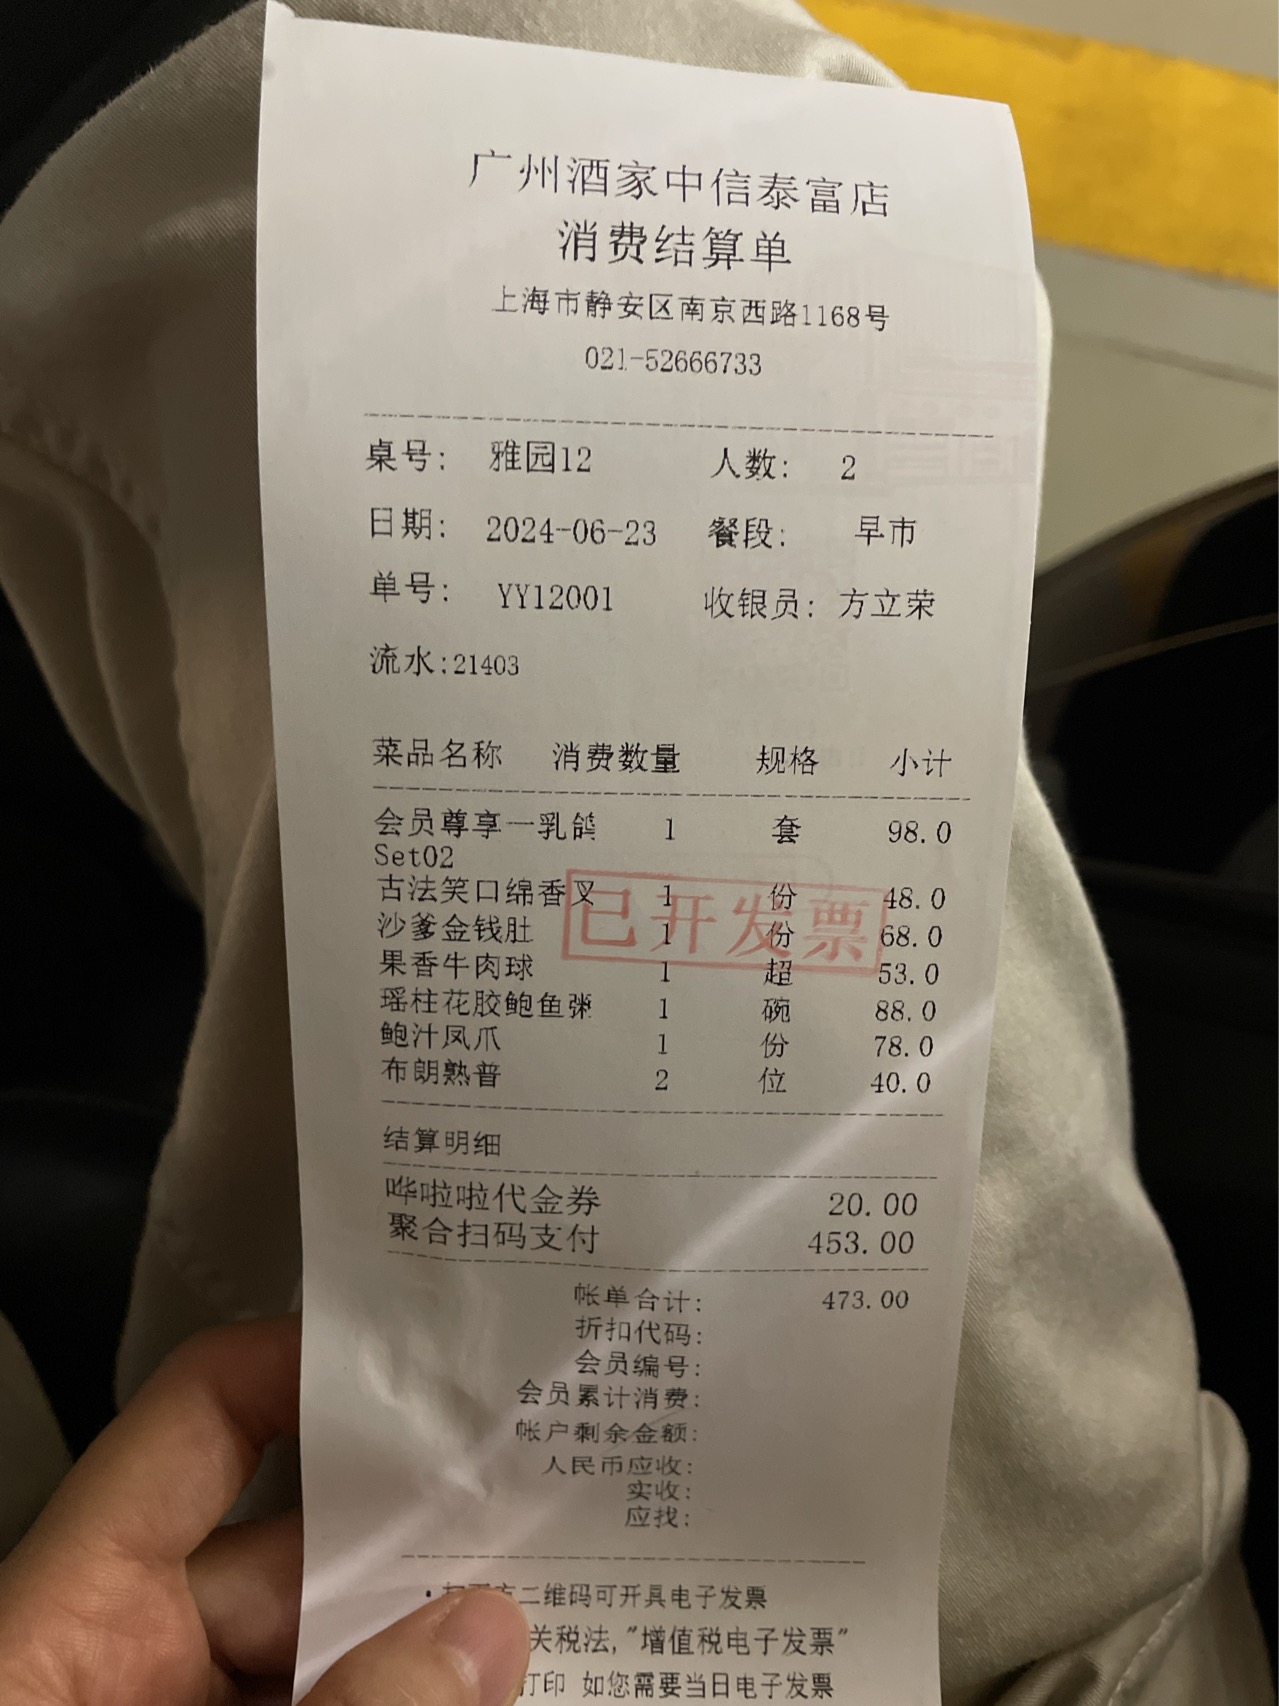 广州酒家中信泰富店
消费结算单
上海市静安区南京西路1168号
021-52666733
桌号: 雅园12 人数: 2
日期: 2024-06-23 餐段: 早市
单号: YY12001 收银员: 方立荣
流水:21403
菜品名称 消费数量 规格 小计
会员尊享一乳鸽 1 套 98.0
Set02
古法笑口绵香叉 1 份 48.0
沙爹金钱肚 1 份 68.0
已开发票
果香牛肉球 1 超 53.0
瑶柱花胶鲍鱼粥 1 碗 88.0
鲍汁凤爪 1 份 78.0
布朗熟普 2 位 40.0
结算明细
哗啦啦代金券 20.00
聚合扫码支付 453.00
帐单合计: 473.00
折扣代码:
会员编号:
会员累计消费:
帐户剩余金额:
人民币应收:
实收:
应找:
二维码可开具电子发票
关税法,"增值税电子发票"
打印 如您需要当日电子发票